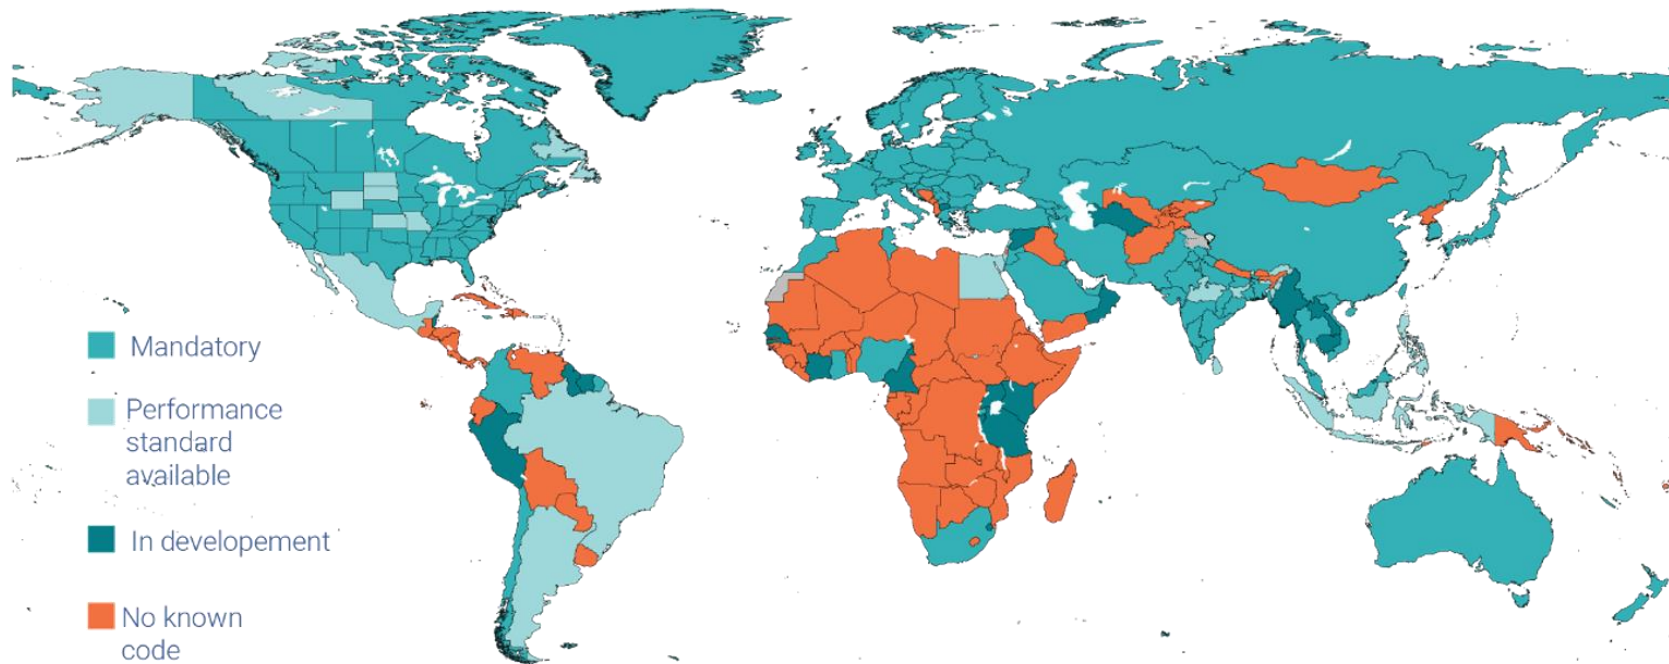 Mandatory
Performance
standard
available
In developement
No known
code